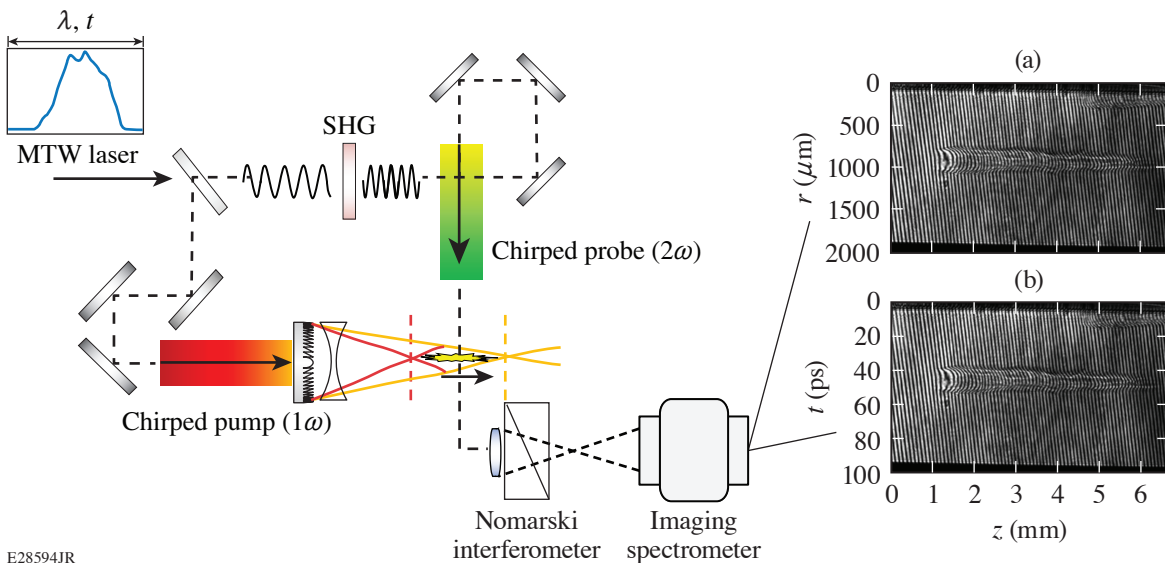 λ, t
MTW laser
SHG
Chirped probe (2ω)
Chirped pump (1ω)
Nomarski
interferometer
Imaging
spectrometer
E28594JR
(a)
0
500
1000
1500
2000
r (μm)
(b)
0
20
40
60
80
100
t (ps)
0 1 2 3 4 5 6
z (mm)